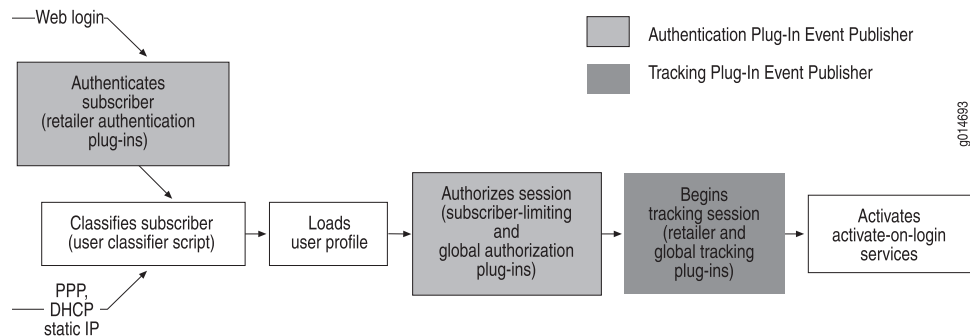 Web login
Authentication Plug-In Event Publisher
Tracking Plug-In Event Publisher
g014693
Authenticates
subscriber
(retailer authentication
plug-ins)
Classifies subscriber
(user classifier script)
Loads
user profile
Authorizes session
(subscriber-limiting
and
global authorization
plug-ins)
Begins
tracking session
(retailer and
global tracking
plug-ins)
Activates
activate-on-login
services
PPP,
DHCP
static IP